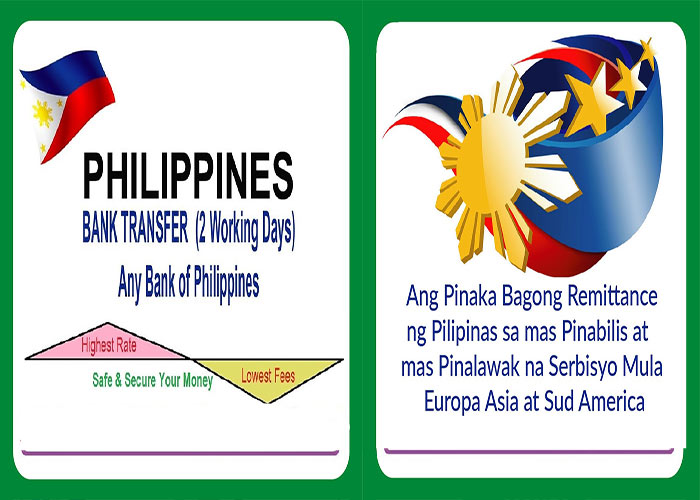 PHILIPPINES
BANK TRANSFER (2 Working Days)
Any Bank of Philippines
Highest Rate
Safe & Secure Your Money
Lowest Fees
Ang Pinaka Bagong Remittance
ng Pilipinas sa mas Pinabilis at
mas Pinalawak na Serbisyo Mula
Europa Asia at Sud America